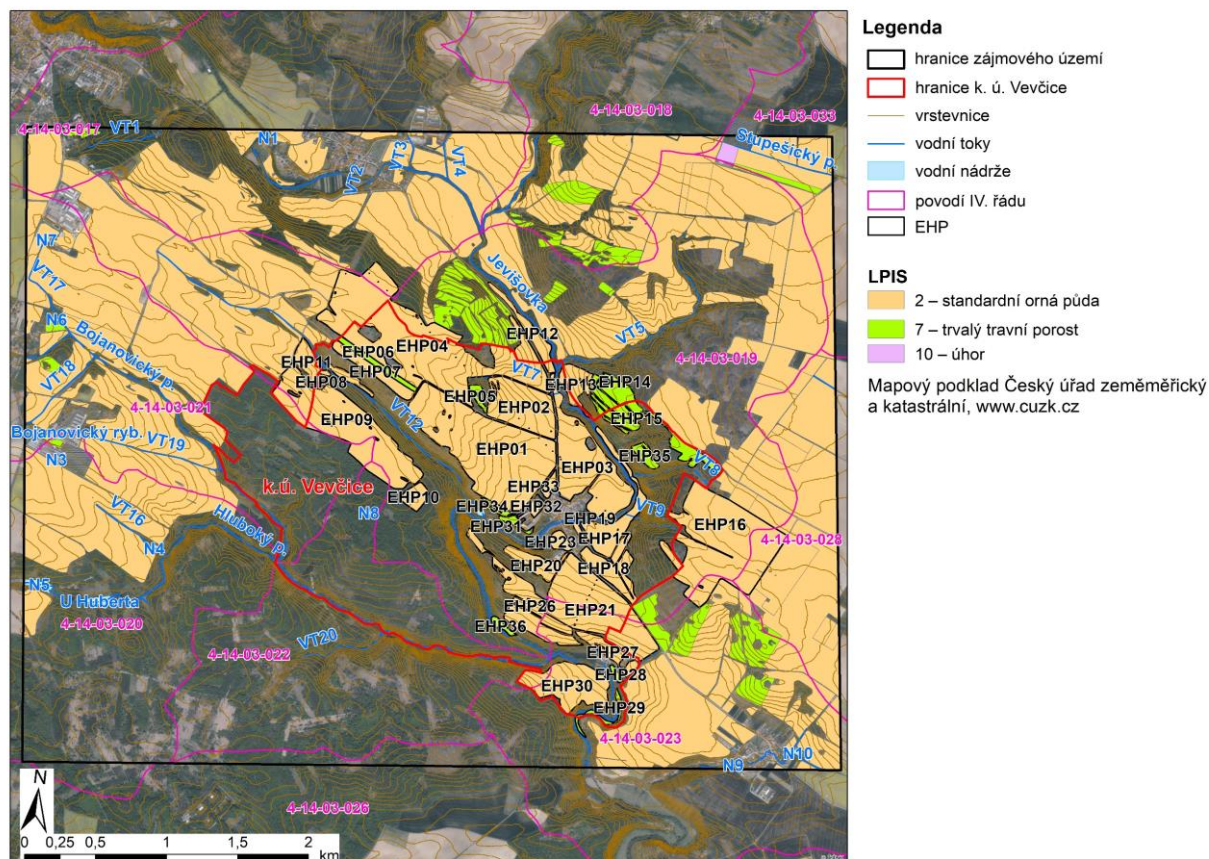 4-14-03-017
VT1
N1
VT2
VT3
VT4
4-14-03-018
4-14-03-033
Stupešický p.
N7
VT17
N6
VT18
Bojanovický p.
4-14-03-021
Bojanovický ryb.
VT19
N3
VT16
N4
N5
U Huberta
4-14-03-020
Hluboký p.
k.ú. Vevčice
N8
VT20
4-14-03-022
Jevišovka
VT5
4-14-03-019
VT7
VT8
VT9
VT12
4-14-03-028
EHP12
EHP04
EHP06
EHP07
EHP11
EHP08
EHP09
EHP10
EHP05
EHP02
EHP13
EHP14
EHP15
EHP35
EHP01
EHP03
EHP16
EHP33
EHP34
EHP32
EHP31
EHP19
EHP23
EHP17
EHP20
EHP18
EHP26
EHP21
EHP36
EHP27
EHP28
EHP30
EHP29
4-14-03-023
N9
N10
4-14-03-026
N
0 0,25 0,5 1 1,5 2
km
Legenda
hranice zájmového území
hranice k. ú. Vevčice
vrstevnice
vodní toky
vodní nádrže
povodí IV. řádu
EHP
LPIS
2 – standardní orná půda
7 – trvalý travní porost
10 – úhor
Mapový podklad Český úřad zeměměřický
a katastrální, www.cuzk.cz